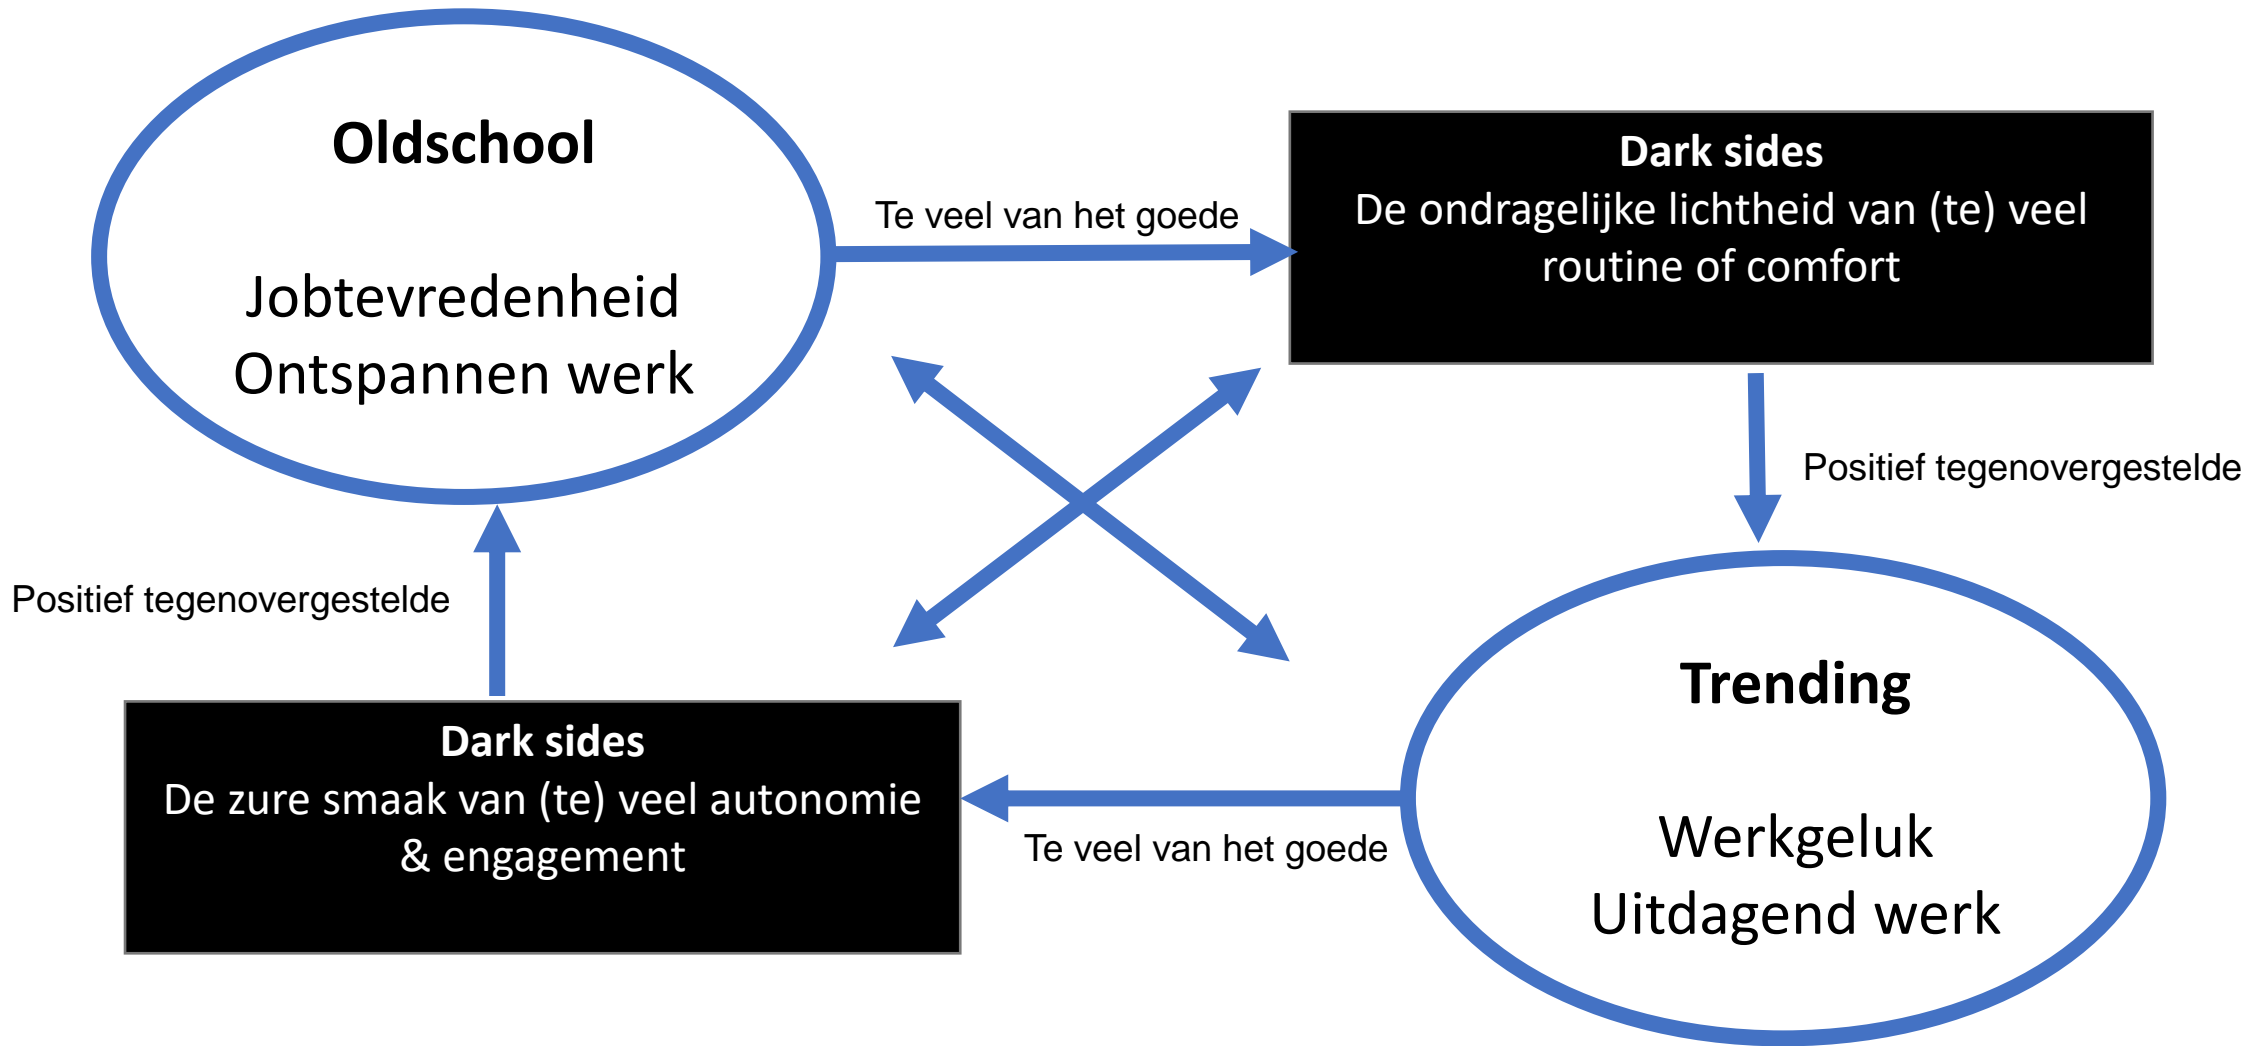 Oldschool
Jobtevredenheid
Ontspannen werk
Te veel van het goede
Dark sides
De ondragelijke lichtheid van (te) veel
routine of comfort
Positief tegenovergestelde
Positief tegenovergestelde
Dark sides
De zure smaak van (te) veel autonomie
& engagement
Te veel van het goede
Trending
Werkgeluk
Uitdagend werk